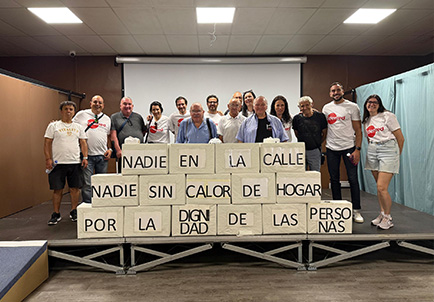 NADIE EN LA CALLE
NADIE SIN CALOR DE HOGAR
POR LA DIGNIDAD DE LAS PERSONAS